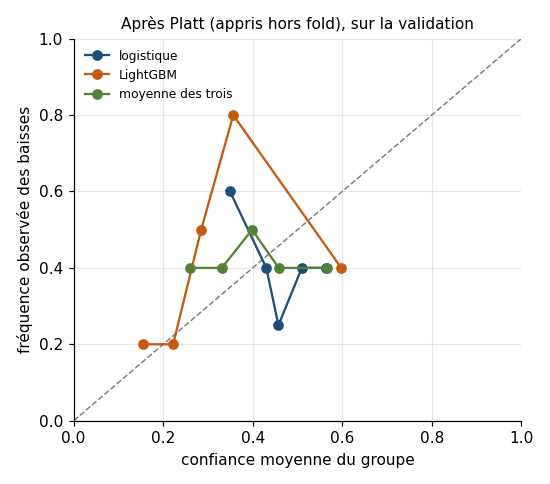 Après Platt (appris hors fold), sur la validation
logistique
LightGBM
moyenne des trois
fréquence observée des baisses
1.0
0.8
0.6
0.4
0.2
0.0
0.0 0.2 0.4 0.6 0.8 1.0
confiance moyenne du groupe